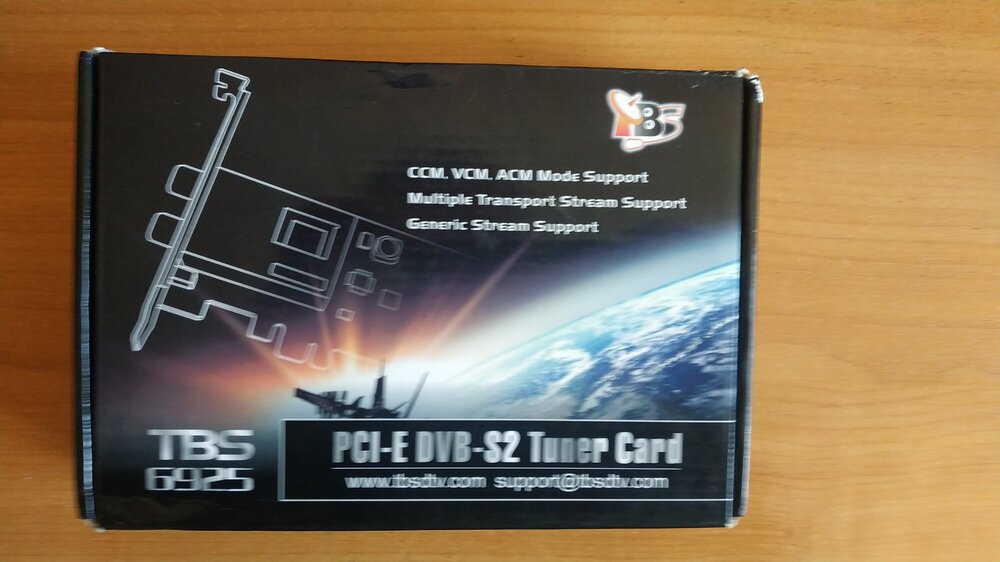 TBS
CCM, VCM, ACM Mode Support
Multiple Transport Stream Support
Generic Stream Support
TBS
6925
PCI-E DVB-S2 Tuner Card
www.tbsdtv.com support@tbsdtv.com